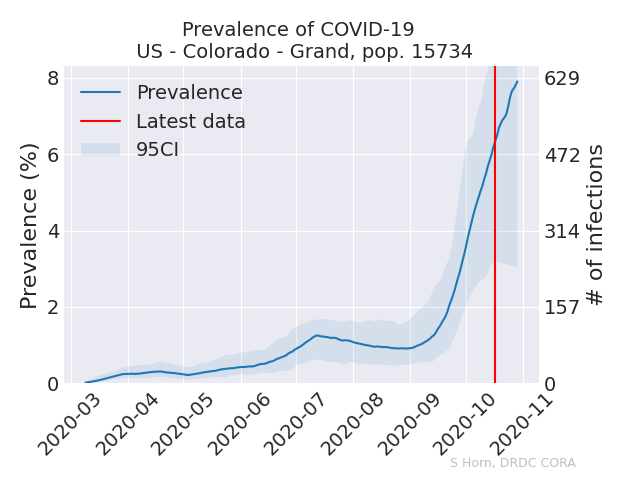 Prevalence of COVID-19
US - Colorado - Grand, pop. 15734
Prevalence
Latest data
95CI
Prevalence (%)
8
6
4
2
0
629
472
314
157
0
# of infections
2020-03
2020-04
2020-05
2020-06
2020-07
2020-08
2020-09
2020-10
2020-11
S Horn, DRDC CORA